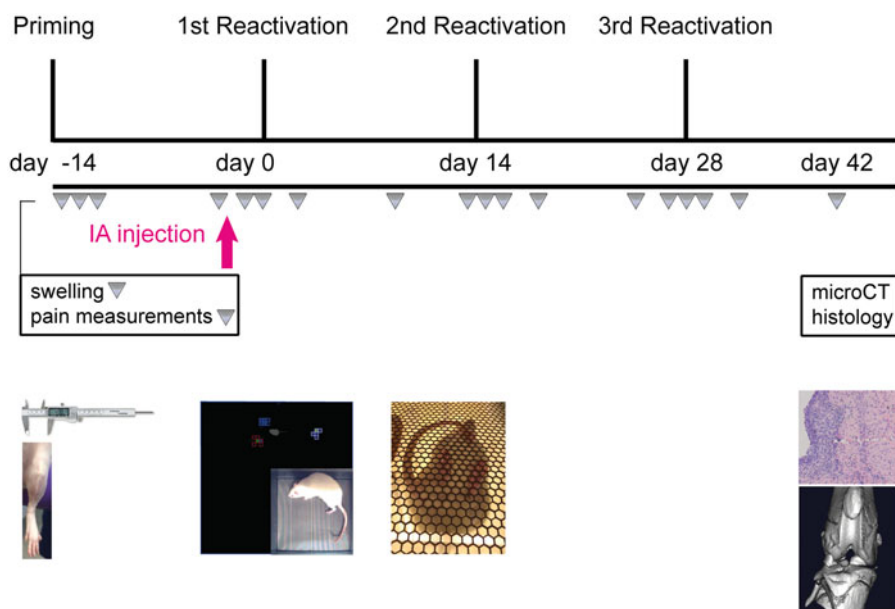 Priming 1st Reactivation 2nd Reactivation 3rd Reactivation
day -14 day 0 day 14 day 28 day 42
IA injection
swelling
pain measurements
microCT
histology